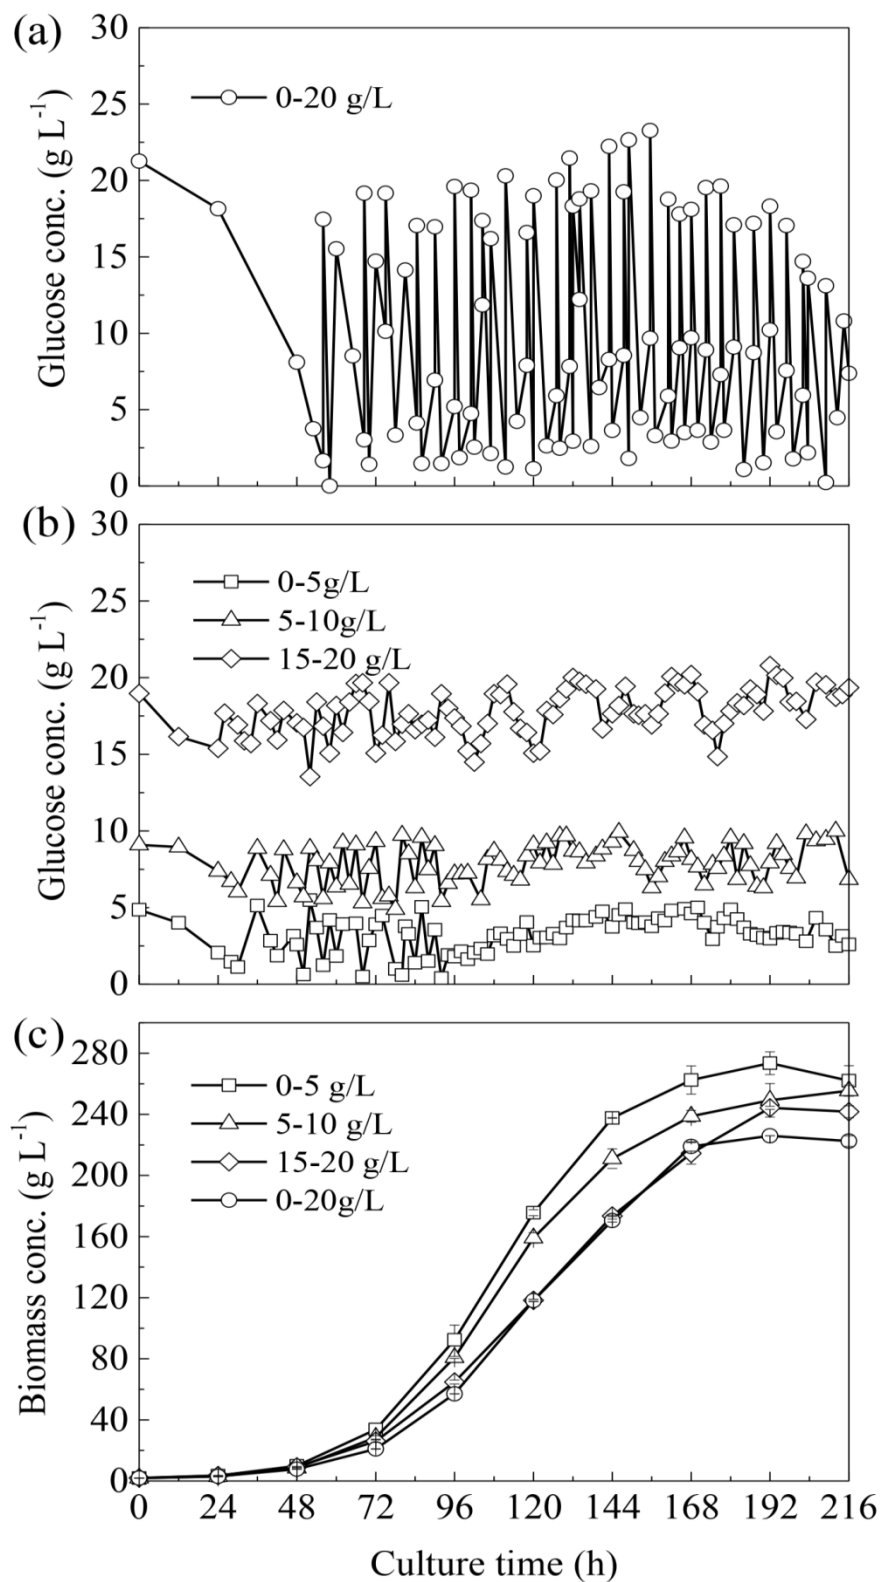 (a)
30
25
20
15
10
5
0
Glucose conc. (g L⁻¹)
0-20 g/L
(b)
30
25
20
15
10
5
0
Glucose conc. (g L⁻¹)
0-5g/L
5-10g/L
15-20 g/L
(c)
280
240
200
160
120
80
40
0
Biomass conc. (g L⁻¹)
0-5 g/L
5-10 g/L
15-20 g/L
0-20g/L
0 24 48 72 96 120 144 168 192 216
Culture time (h)